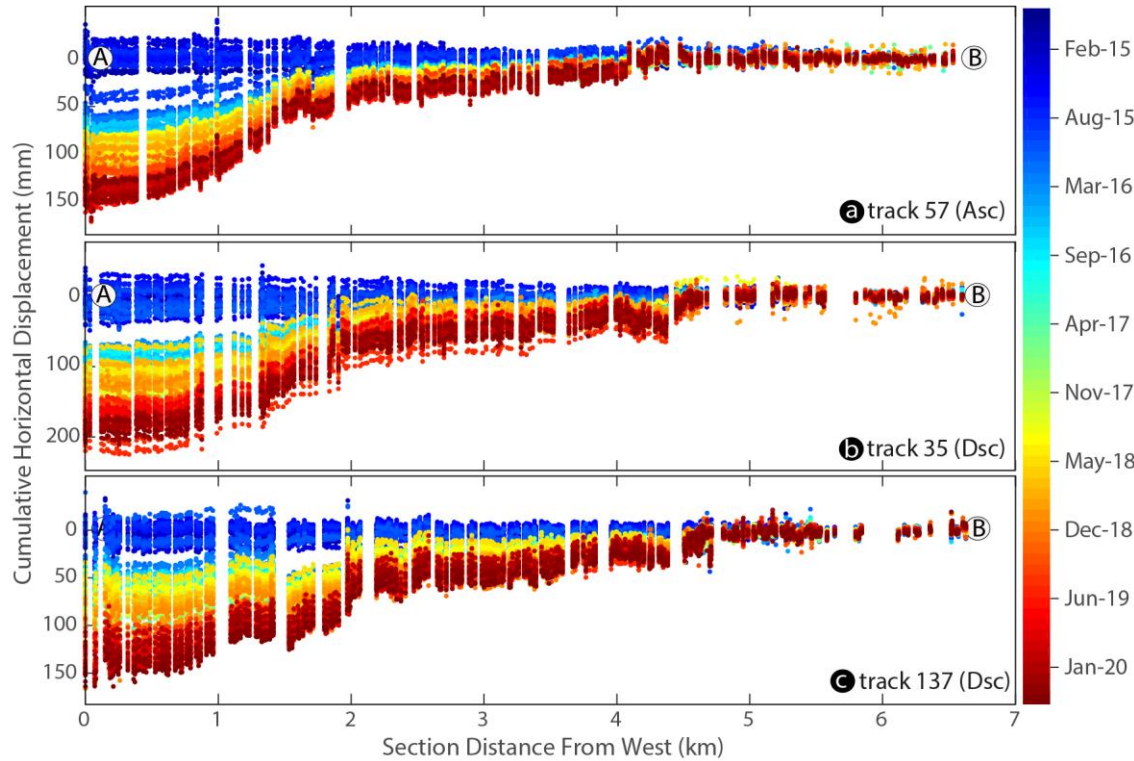 0
50
100
150
A
B
a track 57 (Asc)
0
100
200
A
B
b track 35 (Dsc)
0
50
100
150
A
B
c track 137 (Dsc)
0 1 2 3 4 5 6 7
Section Distance From West (km)
Cumulative Horizontal Displacement (mm)
Feb-15
Aug-15
Mar-16
Sep-16
Apr-17
Nov-17
May-18
Dec-18
Jun-19
Jan-20